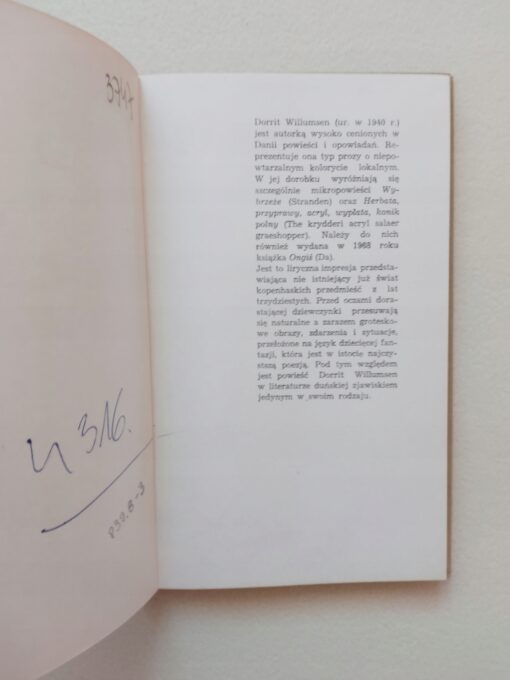 3747
Dorrit Willumsen (ur. w 1940 r.)
jest autorką wysoko cenionych w
Danii powieści i opowiadań. Re-
prezentuje ona typ prozy o niepo-
wtarzalnym kolorycie lokalnym.
W jej dorobku wyróżniają się
szczególnie mikropowieści Wy-
brzeże (Stranden) oraz Herbata,
przyprawy, acryl, wypłata, konik
polny (The krydderi acryl salær
græshopper). Należy do nich
również wydana w 1968 roku
książka Ongiś (Da).
Jest to liryczna impresja przedsta-
wiająca nie istniejący już świat
kopenhaskich przedmieść z lat
trzydziestych. Przed oczami dora-
stającej dziewczynki przesuwają
się naturalne a zarazem grotesko-
we obrazy, zdarzenia i sytuacje,
przełożone na język dziecięcej fan-
tazji, która jest w istocie najczy-
stszą poezją. Pod tym względem
jest powieść Dorrit Willumsen
w literaturze duńskiej zjawiskiem
jedynym w swoim rodzaju.
316.
839.8-3